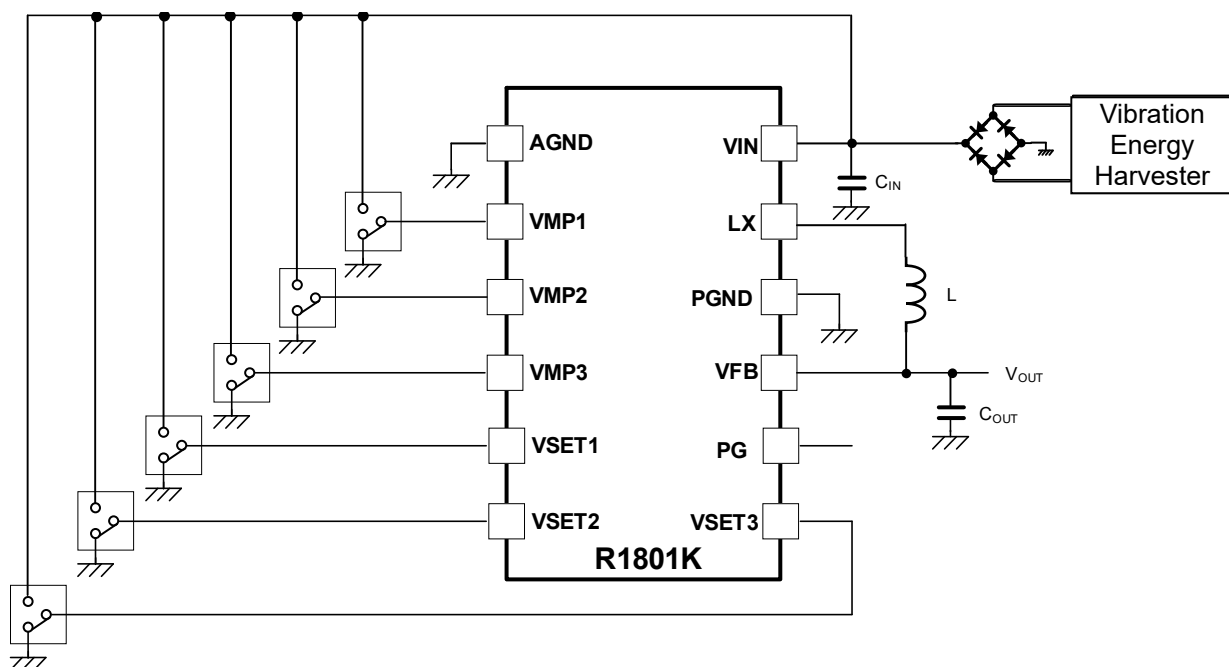 AGND
VIN
Vibration
Energy
Harvester
CIN
VMP1
LX
VMP2
PGND
L
VMP3
VFB
VOUT
COUT
VSET1
PG
VSET2
VSET3
R1801K